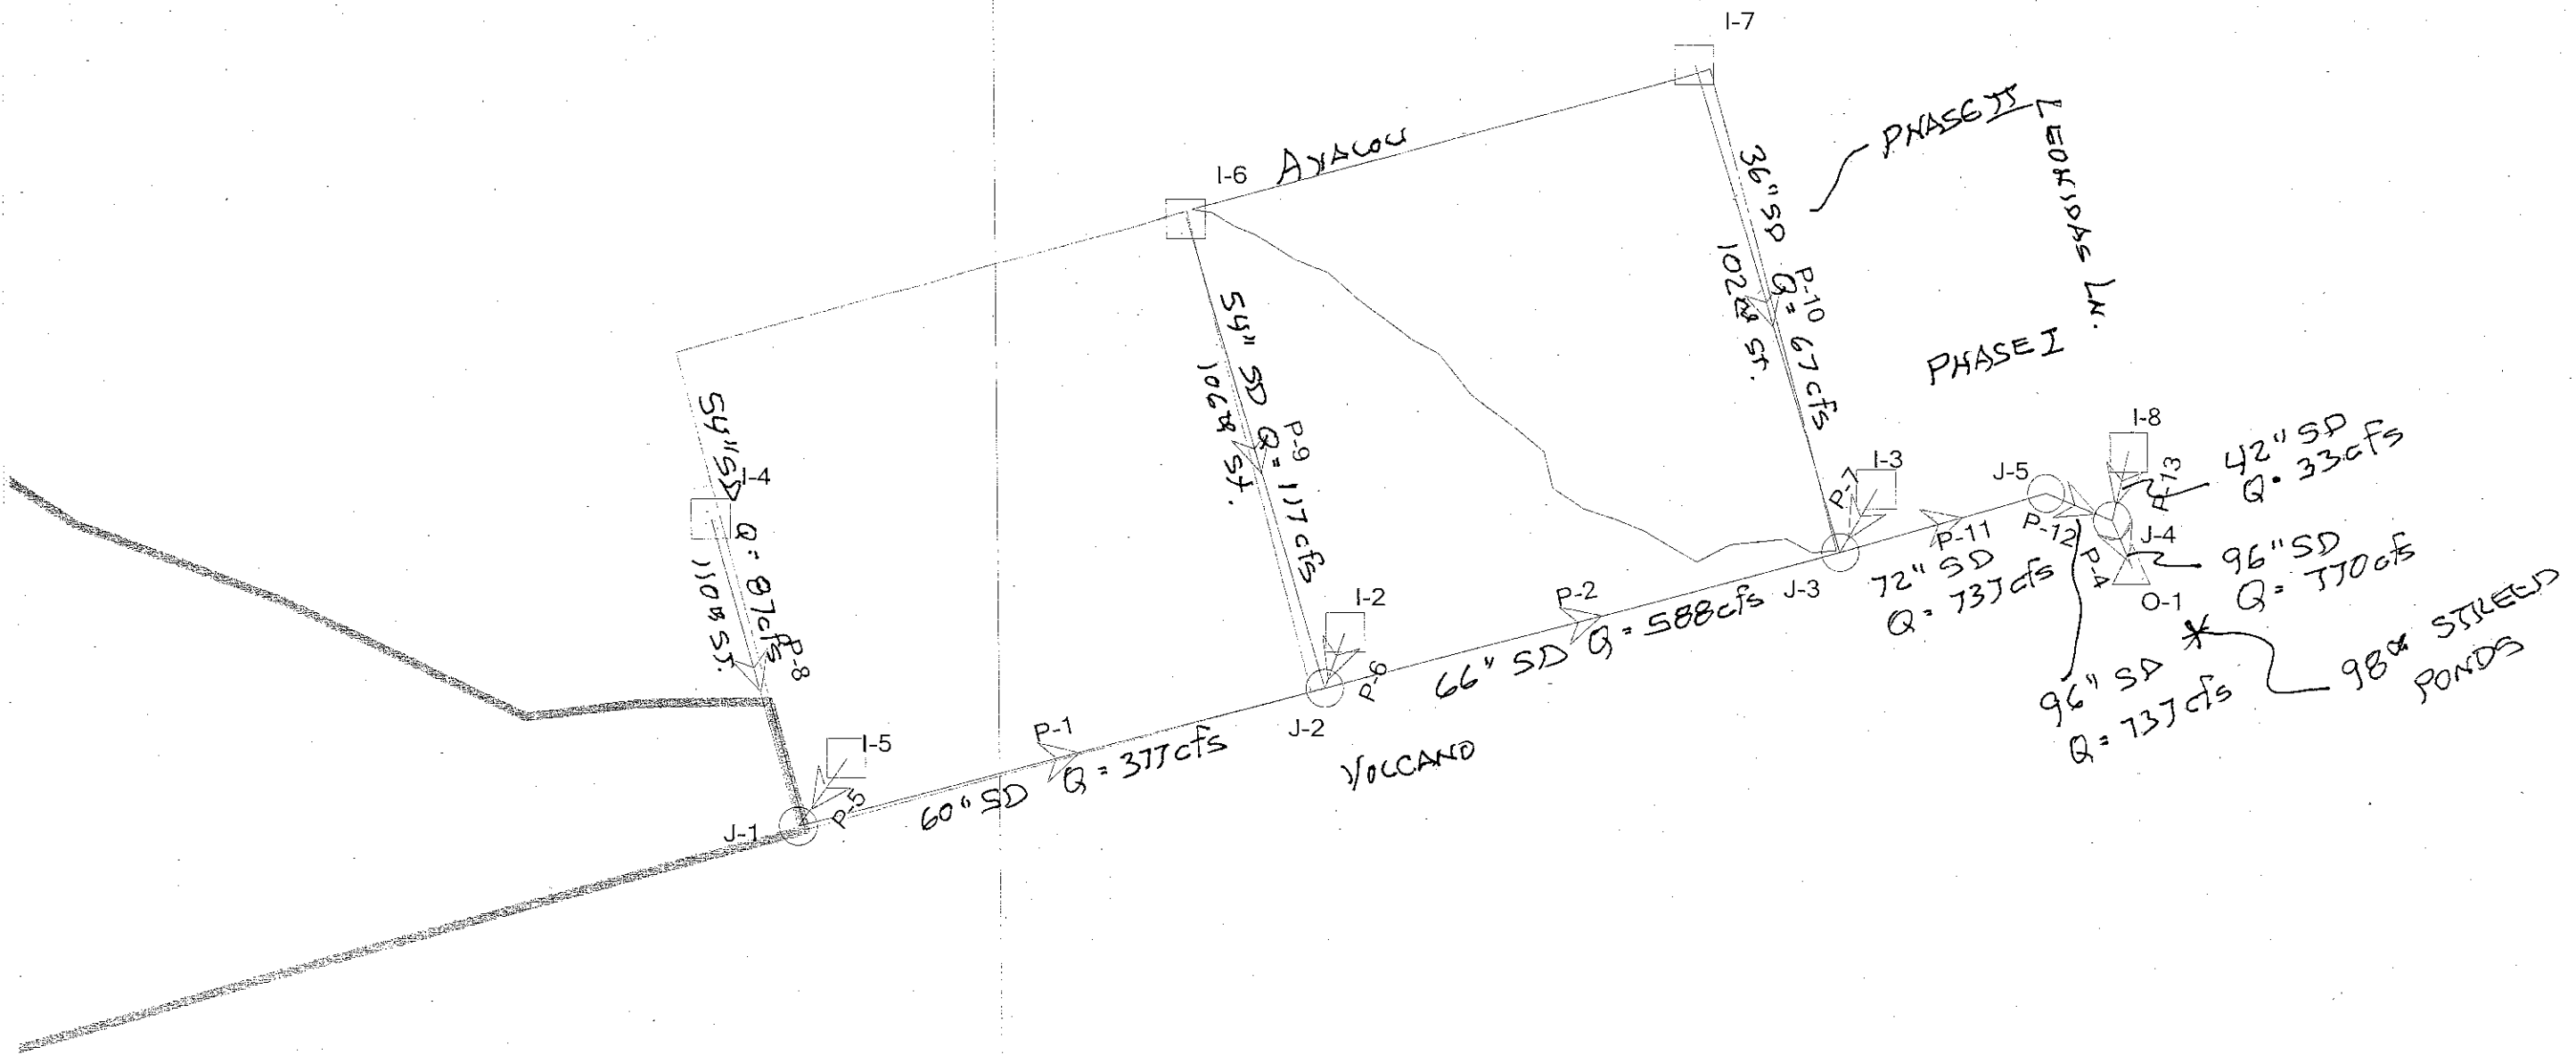 I-7
PHASE II
LEONIDAS LN.
AVALON
I-6
36" SD Q = 67 cfs
P-10
102ND ST.
PHASE I
54" SD Q = 117 cfs
P-9
106TH ST.
54" SD Q = 87 cfs
I-4
P-8
110TH ST.
I-8
42" SD
Q = 33 cfs
P-13
J-5
I-3
P-7
P-12
J-4
P-11
P-4
96" SD
Q = 770 cfs
O-1
72" SD
Q = 737 cfs
J-3
P-2
66" SD Q = 588 cfs
I-2
P-6
J-2
96" SD
Q = 737 cfs
*
98TH STREET
PONDS
VOLCANO
P-1
60" SD Q = 377 cfs
I-5
P-5
J-1